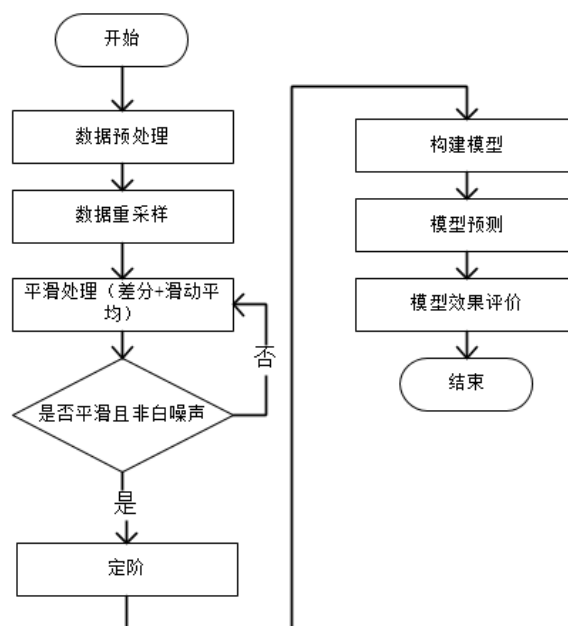 开始
数据预处理
数据重采样
平滑处理（差分+滑动平
均）
否
是否平滑且非白噪声
是
定阶
构建模型
模型预测
模型效果评价
结束